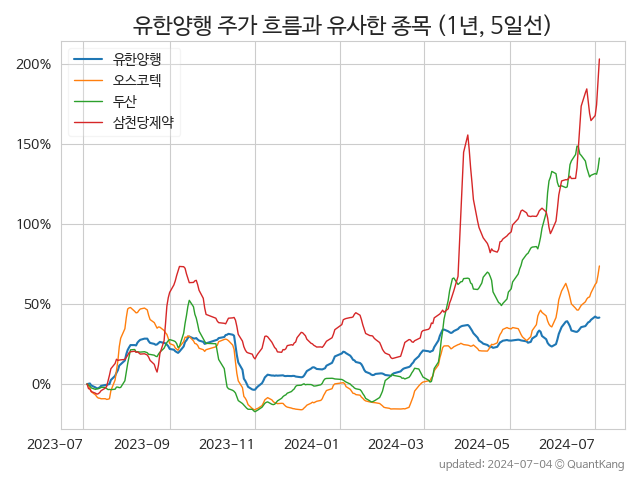 유한양행 주가 흐름과 유사한 종목 (1년, 5일선)
유한양행
오스코텍
두산
삼천당제약
200%
150%
100%
50%
0%
2023-07 2023-09 2023-11 2024-01 2024-03 2024-05 2024-07
updated: 2024-07-04 © QuantKang